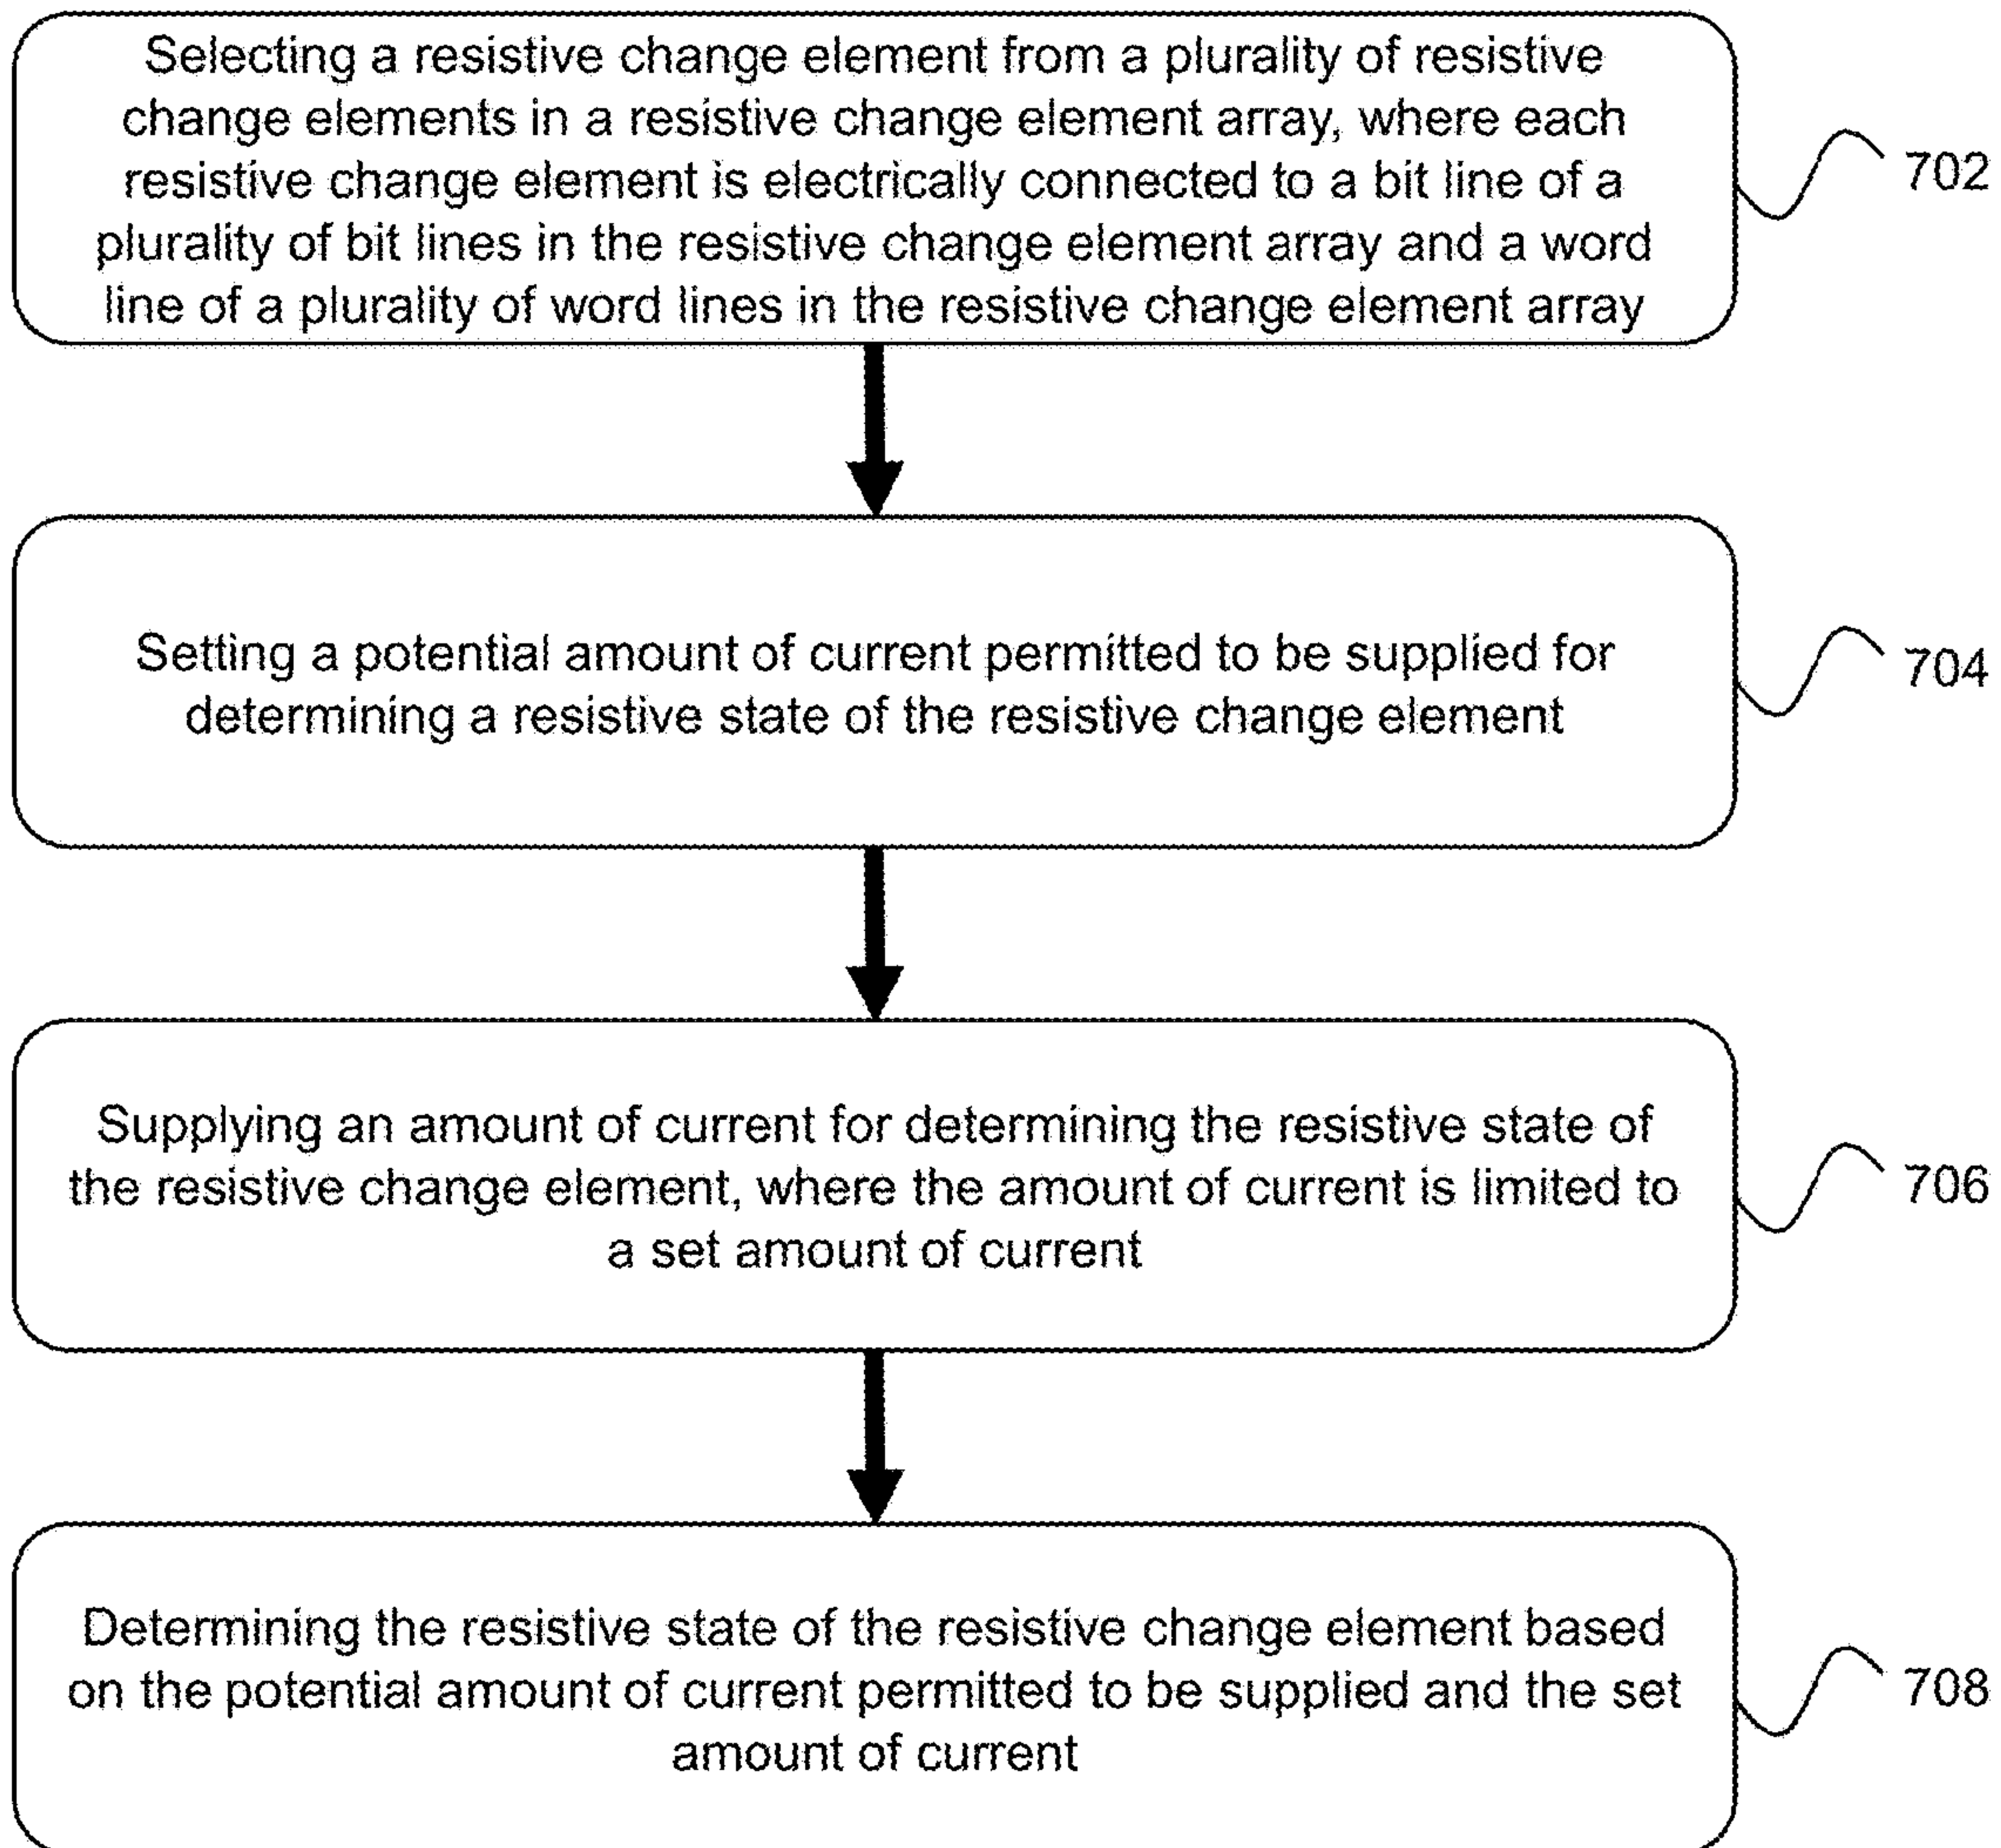 Selecting a resistive change element from a plurality of resistive
change elements in a resistive change element array, where each
resistive change element is electrically connected to a bit line of a
plurality of bit lines in the resistive change element array and a word
line of a plurality of word lines in the resistive change element array
702
Setting a potential amount of current permitted to be supplied for
determining a resistive state of the resistive change element
704
Supplying an amount of current for determining the resistive state of
the resistive change element, where the amount of current is limited to
a set amount of current
706
Determining the resistive state of the resistive change element based
on the potential amount of current permitted to be supplied and the set
amount of current
708